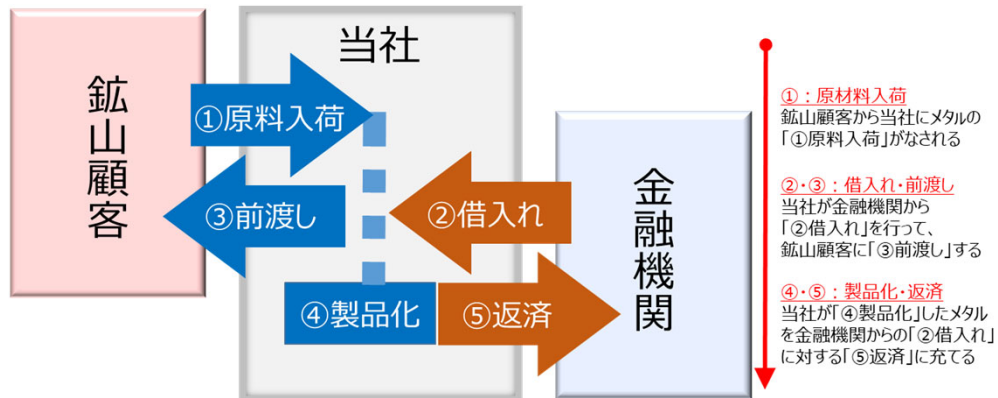 鉱山顧客
当社
①原料入荷
③前渡し
②借入れ
④製品化
⑤返済
金融機関
①：原材料入荷
鉱山顧客から当社にメタルの
「①原料入荷」がなされる
②・③：借入れ・前渡し
当社が金融機関から
「②借入れ」を行って、
鉱山顧客に「③前渡し」する
④・⑤：製品化・返済
当社が「④製品化」したメタル
を金融機関からの「②借入れ」
に対する「⑤返済」に充てる